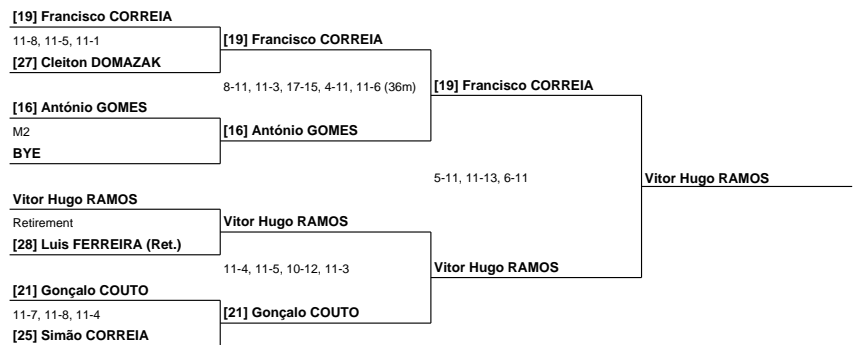 [19] Francisco CORREIA
11-8, 11-5, 11-1
[27] Cleiton DOMAZAK
[16] António GOMES
M2
BYE
Vitor Hugo RAMOS
Retirement
[28] Luis FERREIRA (Ret.)
[21] Gonçalo COUTO
11-7, 11-8, 11-4
[25] Simão CORREIA
[19] Francisco CORREIA
8-11, 11-3, 17-15, 4-11, 11-6 (36m)
[16] António GOMES
Vitor Hugo RAMOS
11-4, 11-5, 10-12, 11-3
[21] Gonçalo COUTO
[19] Francisco CORREIA
5-11, 11-13, 6-11
Vitor Hugo RAMOS
Vitor Hugo RAMOS